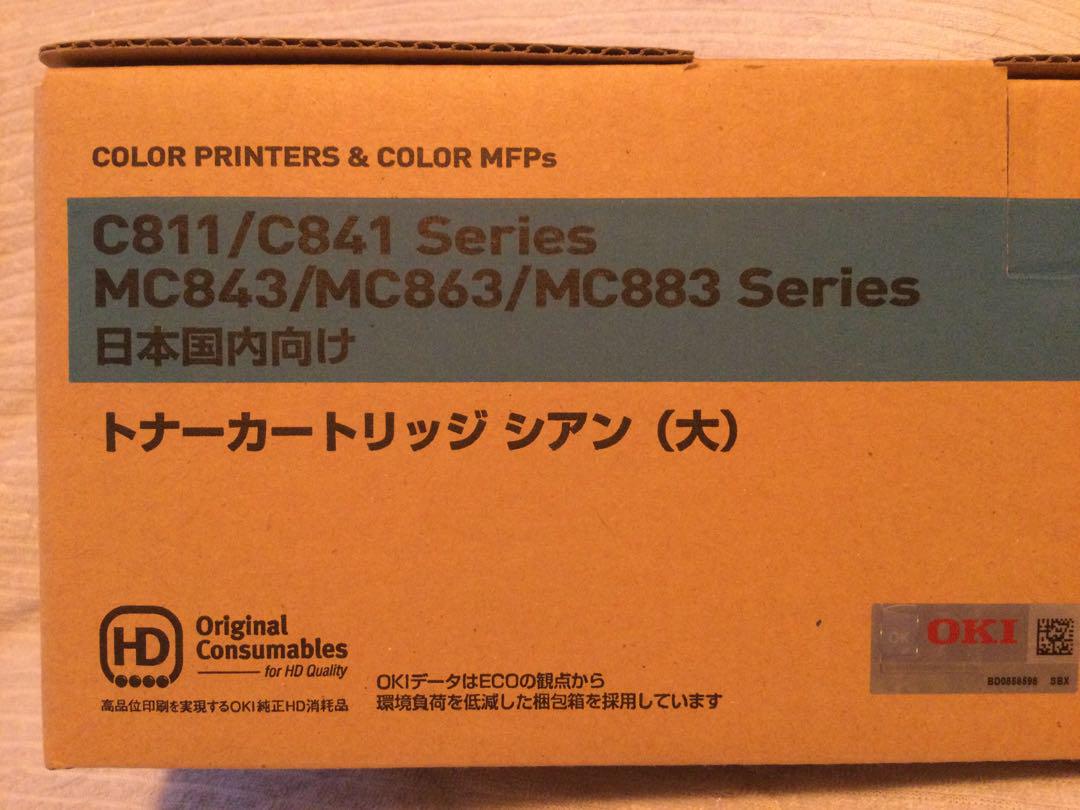 COLOR PRINTERS & COLOR MFPs
C811/C841 Series
MC843/MC863/MC883 Series
日本国内向け
トナーカートリッジ シアン（大）
HD
Original
Consumables
for HD Quality
高品位印刷を実現するOKI純正HD消耗品
OKIデータはECOの観点から
環境負荷を低減した梱包箱を採用しています
OK
OKI
BD0858598 SBX